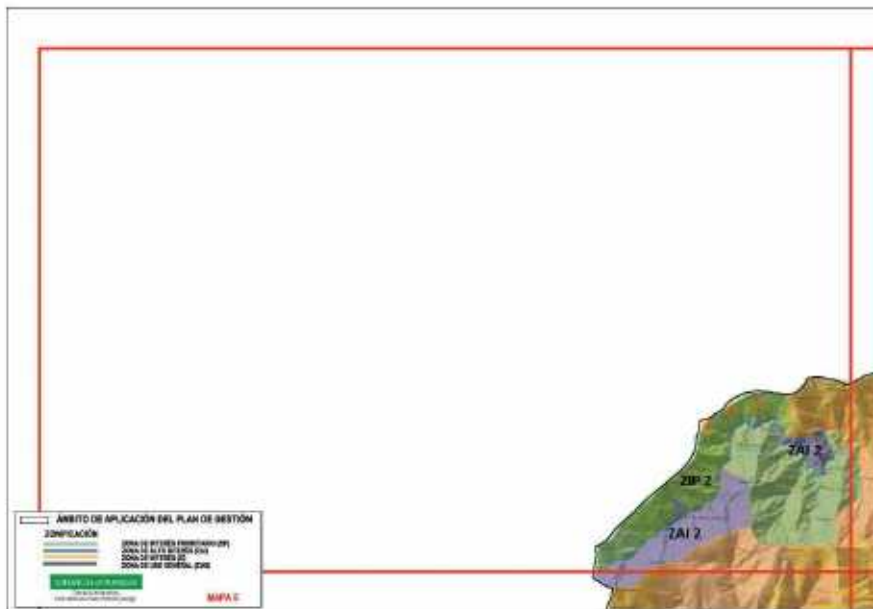 ZAI 2
ZIP 2
ZAI 2
ÁMBITO DE APLICACIÓN DEL PLAN DE GESTIÓN
ZONIFICACIÓN
ZONA DE INTERÉS PRIORITARIO (ZIP)
ZONA DE ALTO INTERÉS (ZAI)
ZONA DE INTERÉS (ZI)
ZONA DE USO GENERAL (ZUG)
MAPA